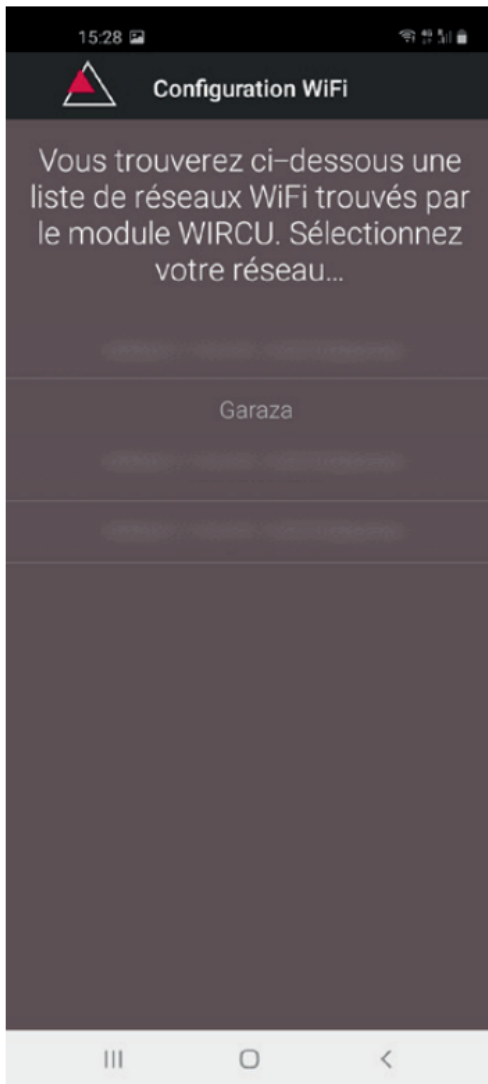 15:28
Configuration WiFi
Vous trouverez ci-dessous une
liste de réseaux WiFi trouvés par
le module WIRCU. Sélectionnez
votre réseau...
Garaza